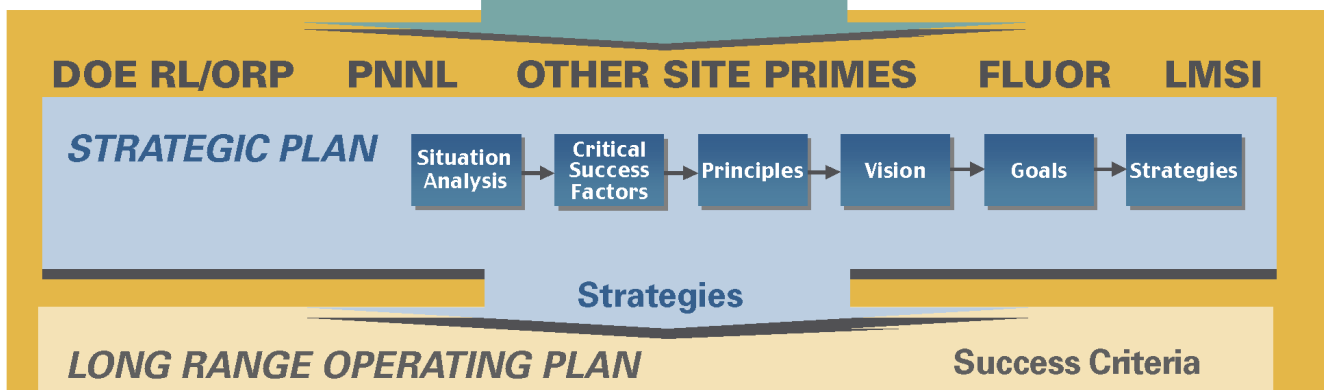 DOE RL/ORP PNNL OTHER SITE PRIMES FLUOR LMSI
STRATEGIC PLAN
Situation
Analysis
Critical
Success
Factors
Principles
Vision
Goals
Strategies
Strategies
LONG RANGE OPERATING PLAN
Success Criteria